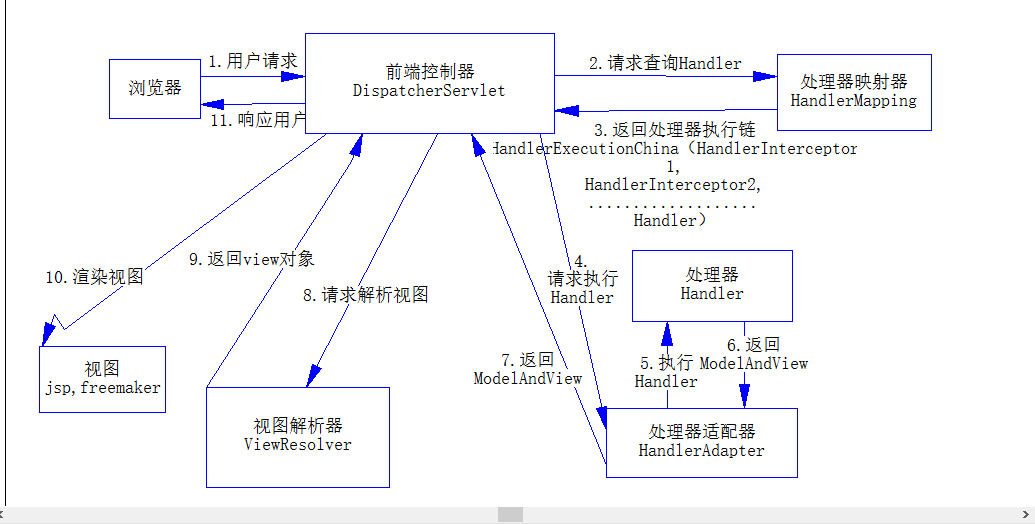 浏览器
1.用户请求
11.响应用户
前端控制器
DispatcherServlet
2.请求查询Handler
处理器映射器
HandlerMapping
3.返回处理器执行链
HandlerExecutionChina（HandlerInterceptor
1,
HandlerInterceptor2,
...................
Handler）
10.渲染视图
9.返回view对象
8.请求解析视图
4.
请求执行
Handler
处理器
Handler
7.返回
ModelAndView
5.执行
Handler
6.返回
ModelAndView
视图
jsp,freemaker
视图解析器
ViewResolver
处理器适配器
HandlerAdapter